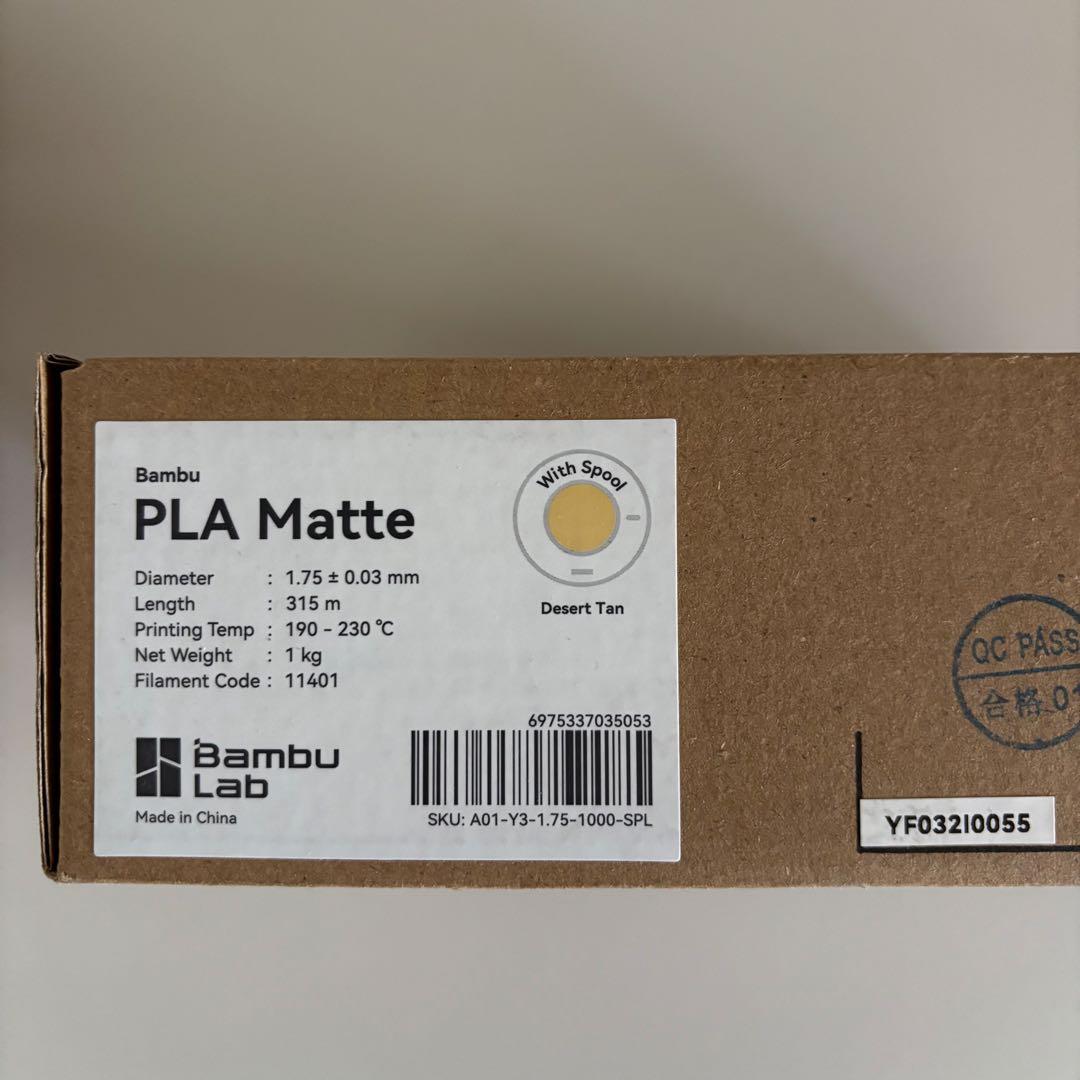 Bambu
PLA Matte
Diameter : 1.75 ± 0.03 mm
Length : 315 m
Printing Temp : 190 - 230 ℃
Net Weight : 1 kg
Filament Code : 11401
With Spool
Desert Tan
Bambu
Lab
Made in China
6975337035053
SKU: A01-Y3-1.75-1000-SPL
QC PASS
合格
YF032I0055